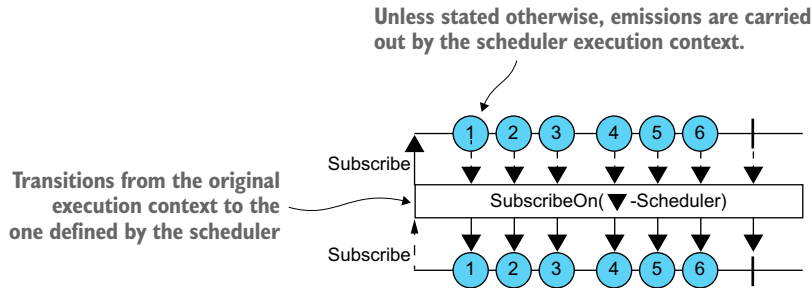 Unless stated otherwise, emissions are carried
out by the scheduler execution context.
1 2 3 4 5 6
Subscribe
Transitions from the original
execution context to the
one defined by the scheduler
SubscribeOn( ▼ -Scheduler)
Subscribe
1 2 3 4 5 6